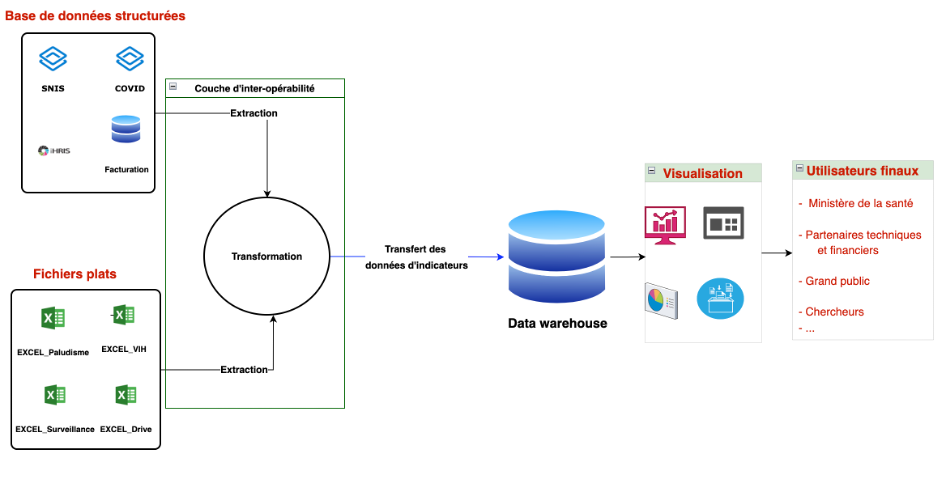 Base de données structurées
SNIS
COVID
iHRIS
Facturation
Couche d'inter-opérabilité
Extraction
Transformation
Fichiers plats
EXCEL_Paludisme
EXCEL_VIH
EXCEL_Surveillance
EXCEL_Drive
Extraction
Transfert des
données d'indicateurs
Data warehouse
Visualisation
Utilisateurs finaux
- Ministère de la santé
- Partenaires techniques
et financiers
- Grand public
- Chercheurs
- ...